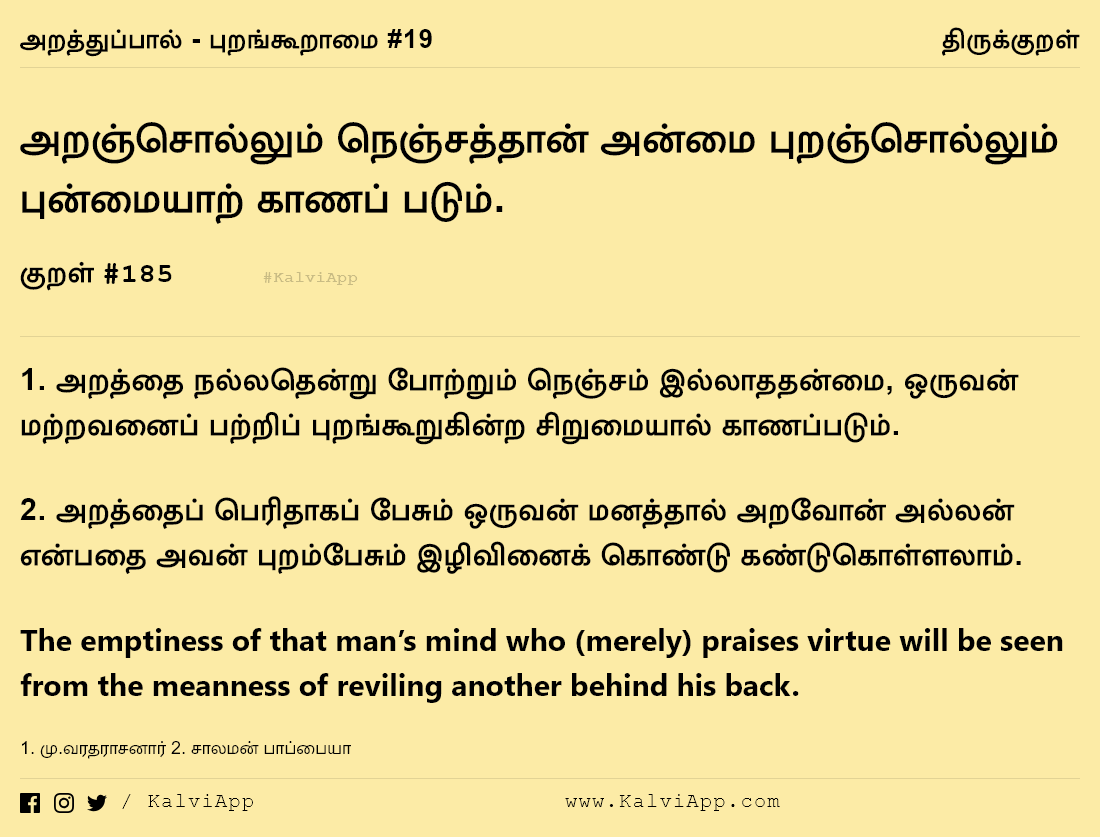 அறத்துப்பால் - புறங்கூறாமை #19
திருக்குறள்
அறஞ்சொல்லும் நெஞ்சத்தான் அன்மை புறஞ்சொல்லும்
புன்மையாற் காணப் படும்.
குறள் #185
#KalviApp
1. அறத்தை நல்லதென்று போற்றும் நெஞ்சம் இல்லாததன்மை, ஒருவன்
மற்றவனைப் பற்றிப் புறங்கூறுகின்ற சிறுமையால் காணப்படும்.
2. அறத்தைப் பெரிதாகப் பேசும் ஒருவன் மனத்தால் அறவோன் அல்லன்
என்பதை அவன் புறம்பேசும் இழிவினைக் கொண்டு கண்டுகொள்ளலாம்.
The emptiness of that man’s mind who (merely) praises virtue will be seen
from the meanness of reviling another behind his back.
1. மு.வரதராசனார் 2. சாலமன் பாப்பையா
/ KalviApp
www.KalviApp.com